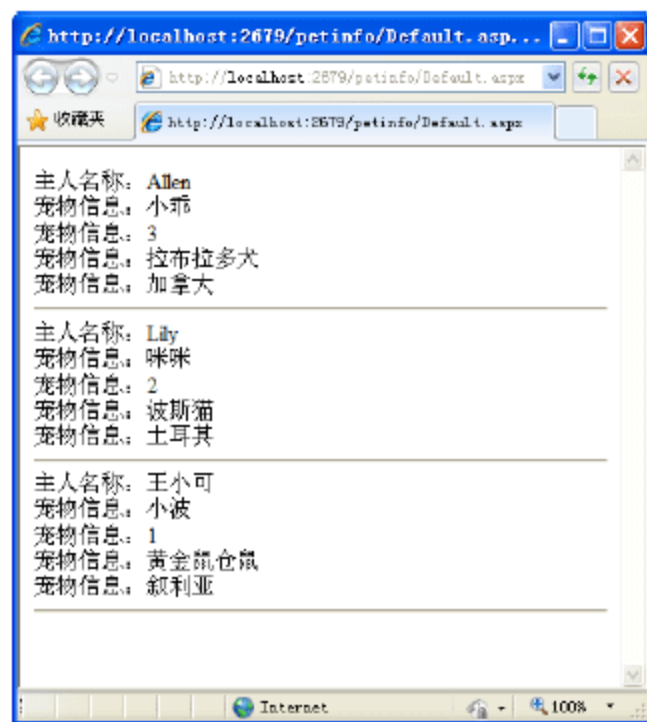 http://localhost:2679/petinfo/Default.asp...
http://localhost:2679/petinfo/Default.aspx
收藏夹
http://localhost:2679/petinfo/Default.aspx
主人名称：Allen
宠物信息：小乖
宠物信息：3
宠物信息：拉布拉多犬
宠物信息：加拿大
主人名称：Lily
宠物信息：咪咪
宠物信息：2
宠物信息：波斯猫
宠物信息：土耳其
主人名称：王小可
宠物信息：小波
宠物信息：1
宠物信息：黄金鼠仓鼠
宠物信息：叙利亚
Internet
100%